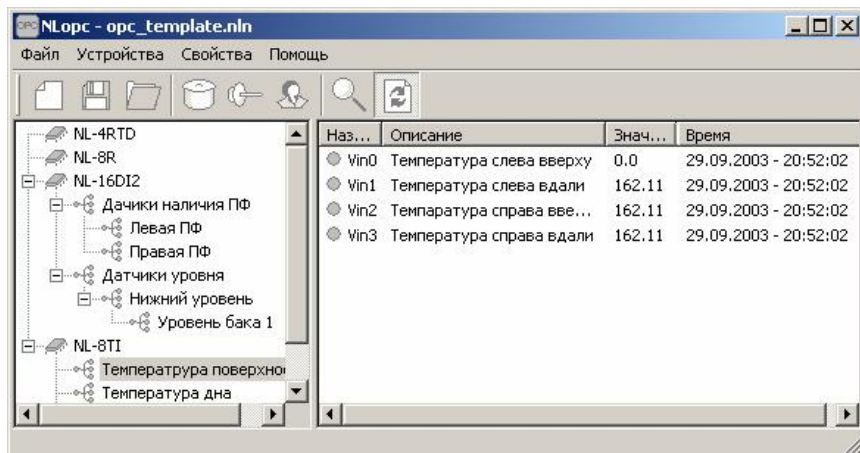 NLopc - opc_template.nln
Файл Устройства Свойства Помощь
NL-4RTD
NL-8R
NL-16DI2
Дачики наличия ПФ
Левая ПФ
Правая ПФ
Датчики уровня
Нижний уровень
Уровень бака 1
NL-8TI
Температрура поверхно
Температура дна
Наз... Описание Знач... Время
Vin0 Температура слева вверху 0.0 29.09.2003 - 20:52:02
Vin1 Температура слева вдали 162.11 29.09.2003 - 20:52:02
Vin2 Темпаратура справа вве... 162.11 29.09.2003 - 20:52:02
Vin3 Температура справа вдали 162.11 29.09.2003 - 20:52:02